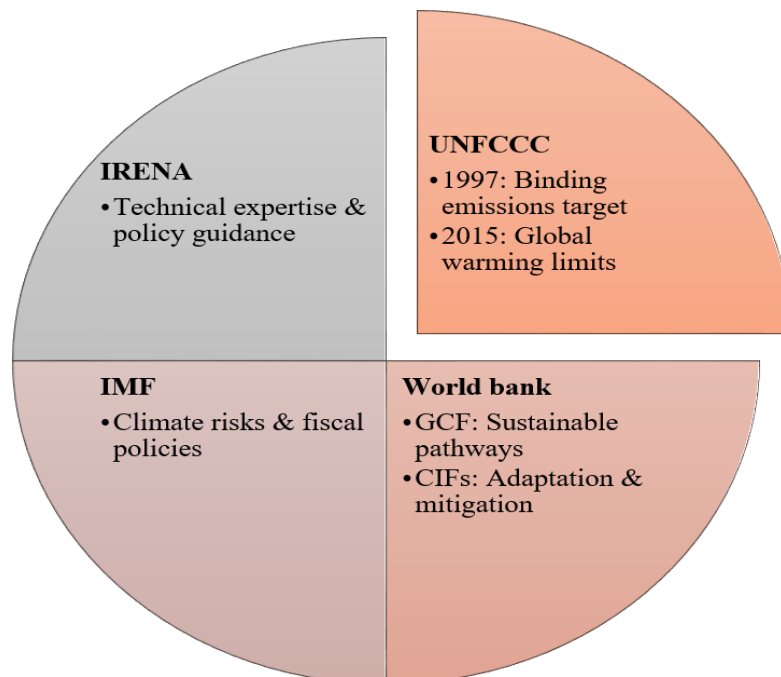 IRENA
•Technical expertise &
policy guidance
UNFCCC
•1997: Binding
emissions target
•2015: Global
warming limits
IMF
•Climate risks & fiscal
policies
World bank
•GCF: Sustainable
pathways
•CIFs: Adaptation &
mitigation